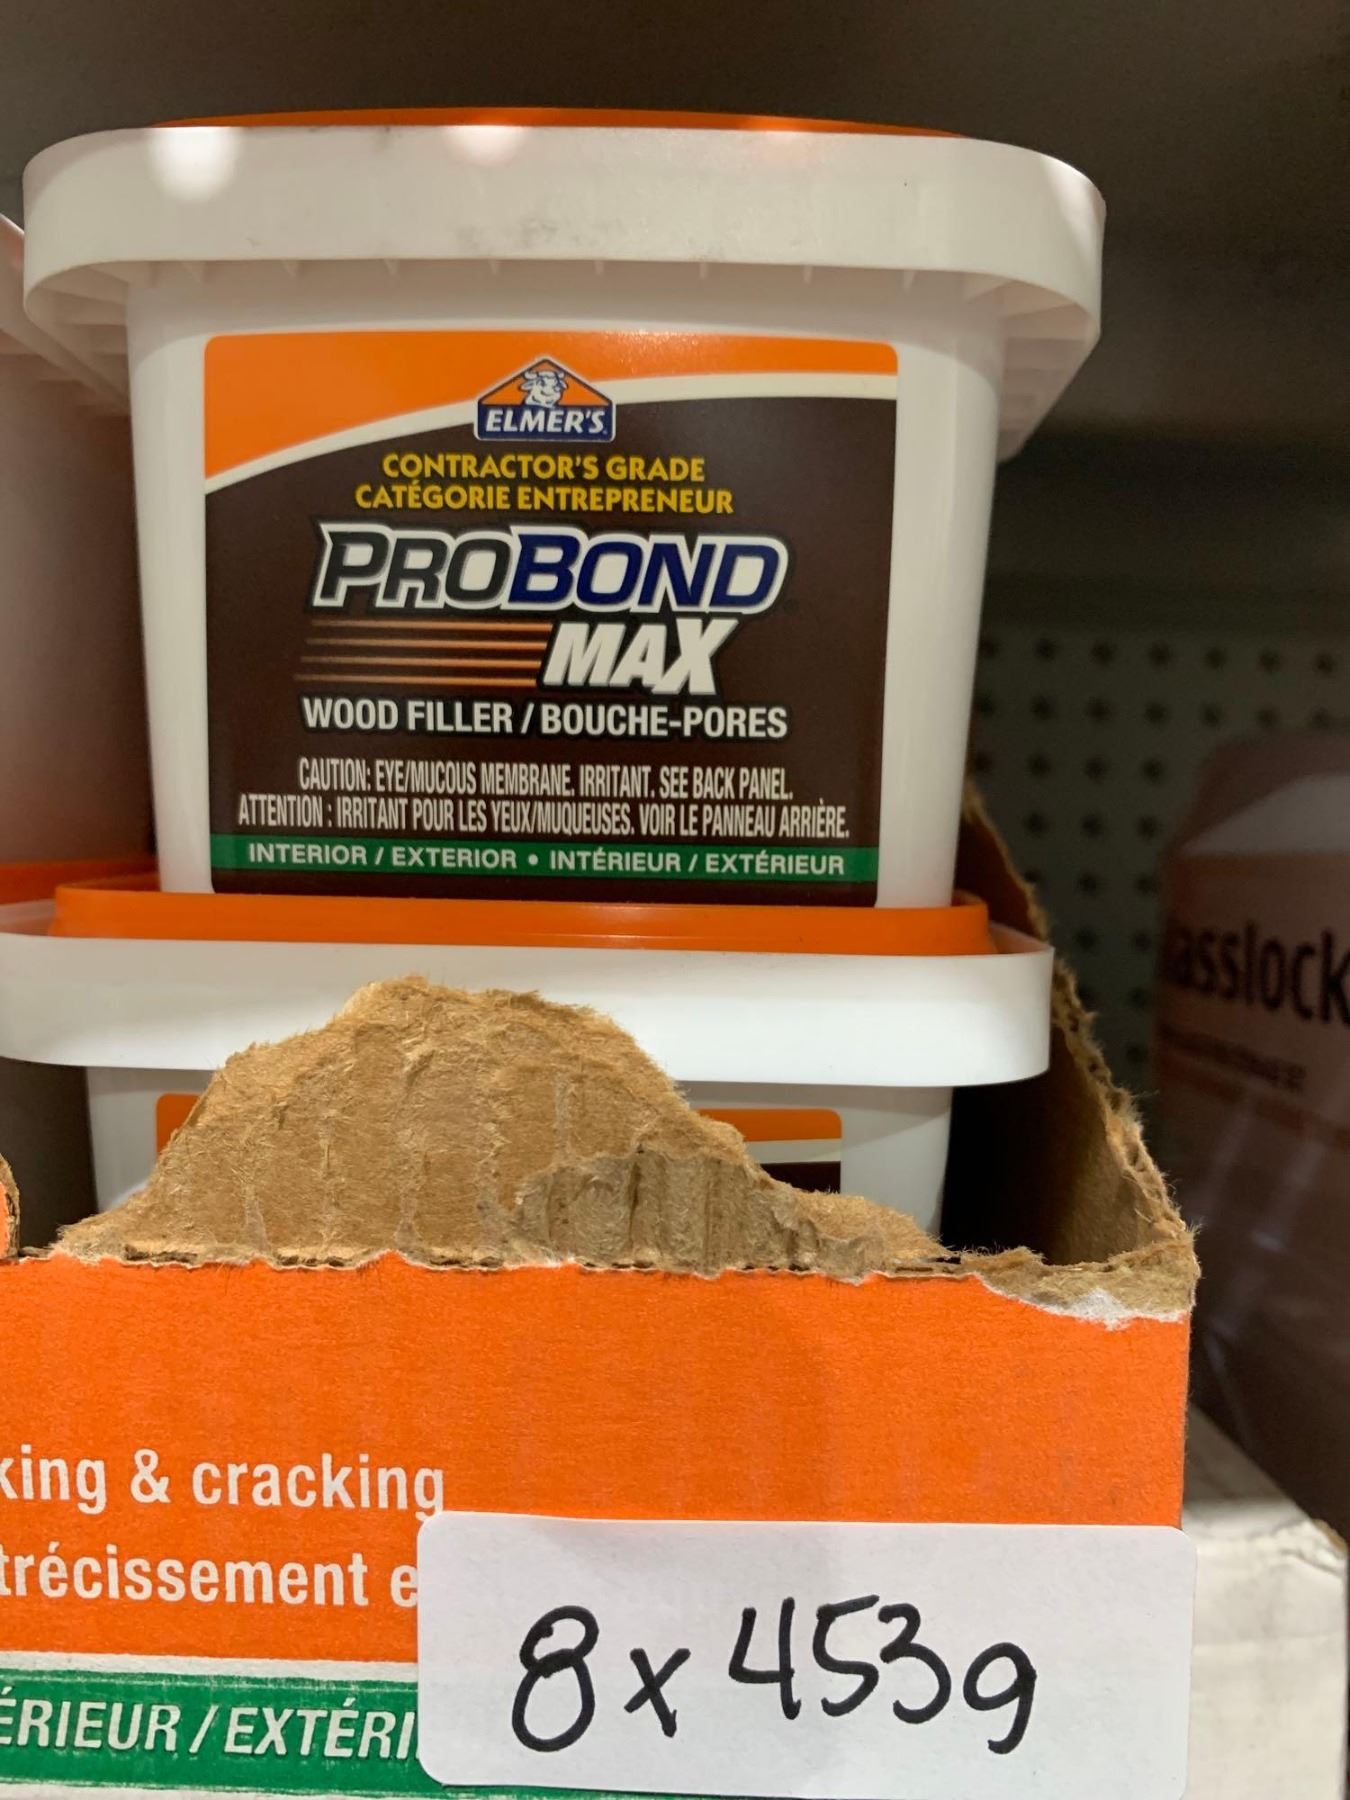 ELMER'S
CONTRACTOR'S GRADE
CATÉGORIE ENTREPRENEUR
PROBOND
MAX
WOOD FILLER / BOUCHE-PORES
CAUTION: EYE/MUCOUS MEMBRANE. IRRITANT. SEE BACK PANEL.
ATTENTION : IRRITANT POUR LES YEUX/MUQUEUSES. VOIR LE PANNEAU ARRIÈRE.
INTERIOR / EXTERIOR • INTÉRIEUR / EXTÉRIEUR
asslock
king & cracking
trécissement e
ÉRIEUR / EXTÉRI
8x453g